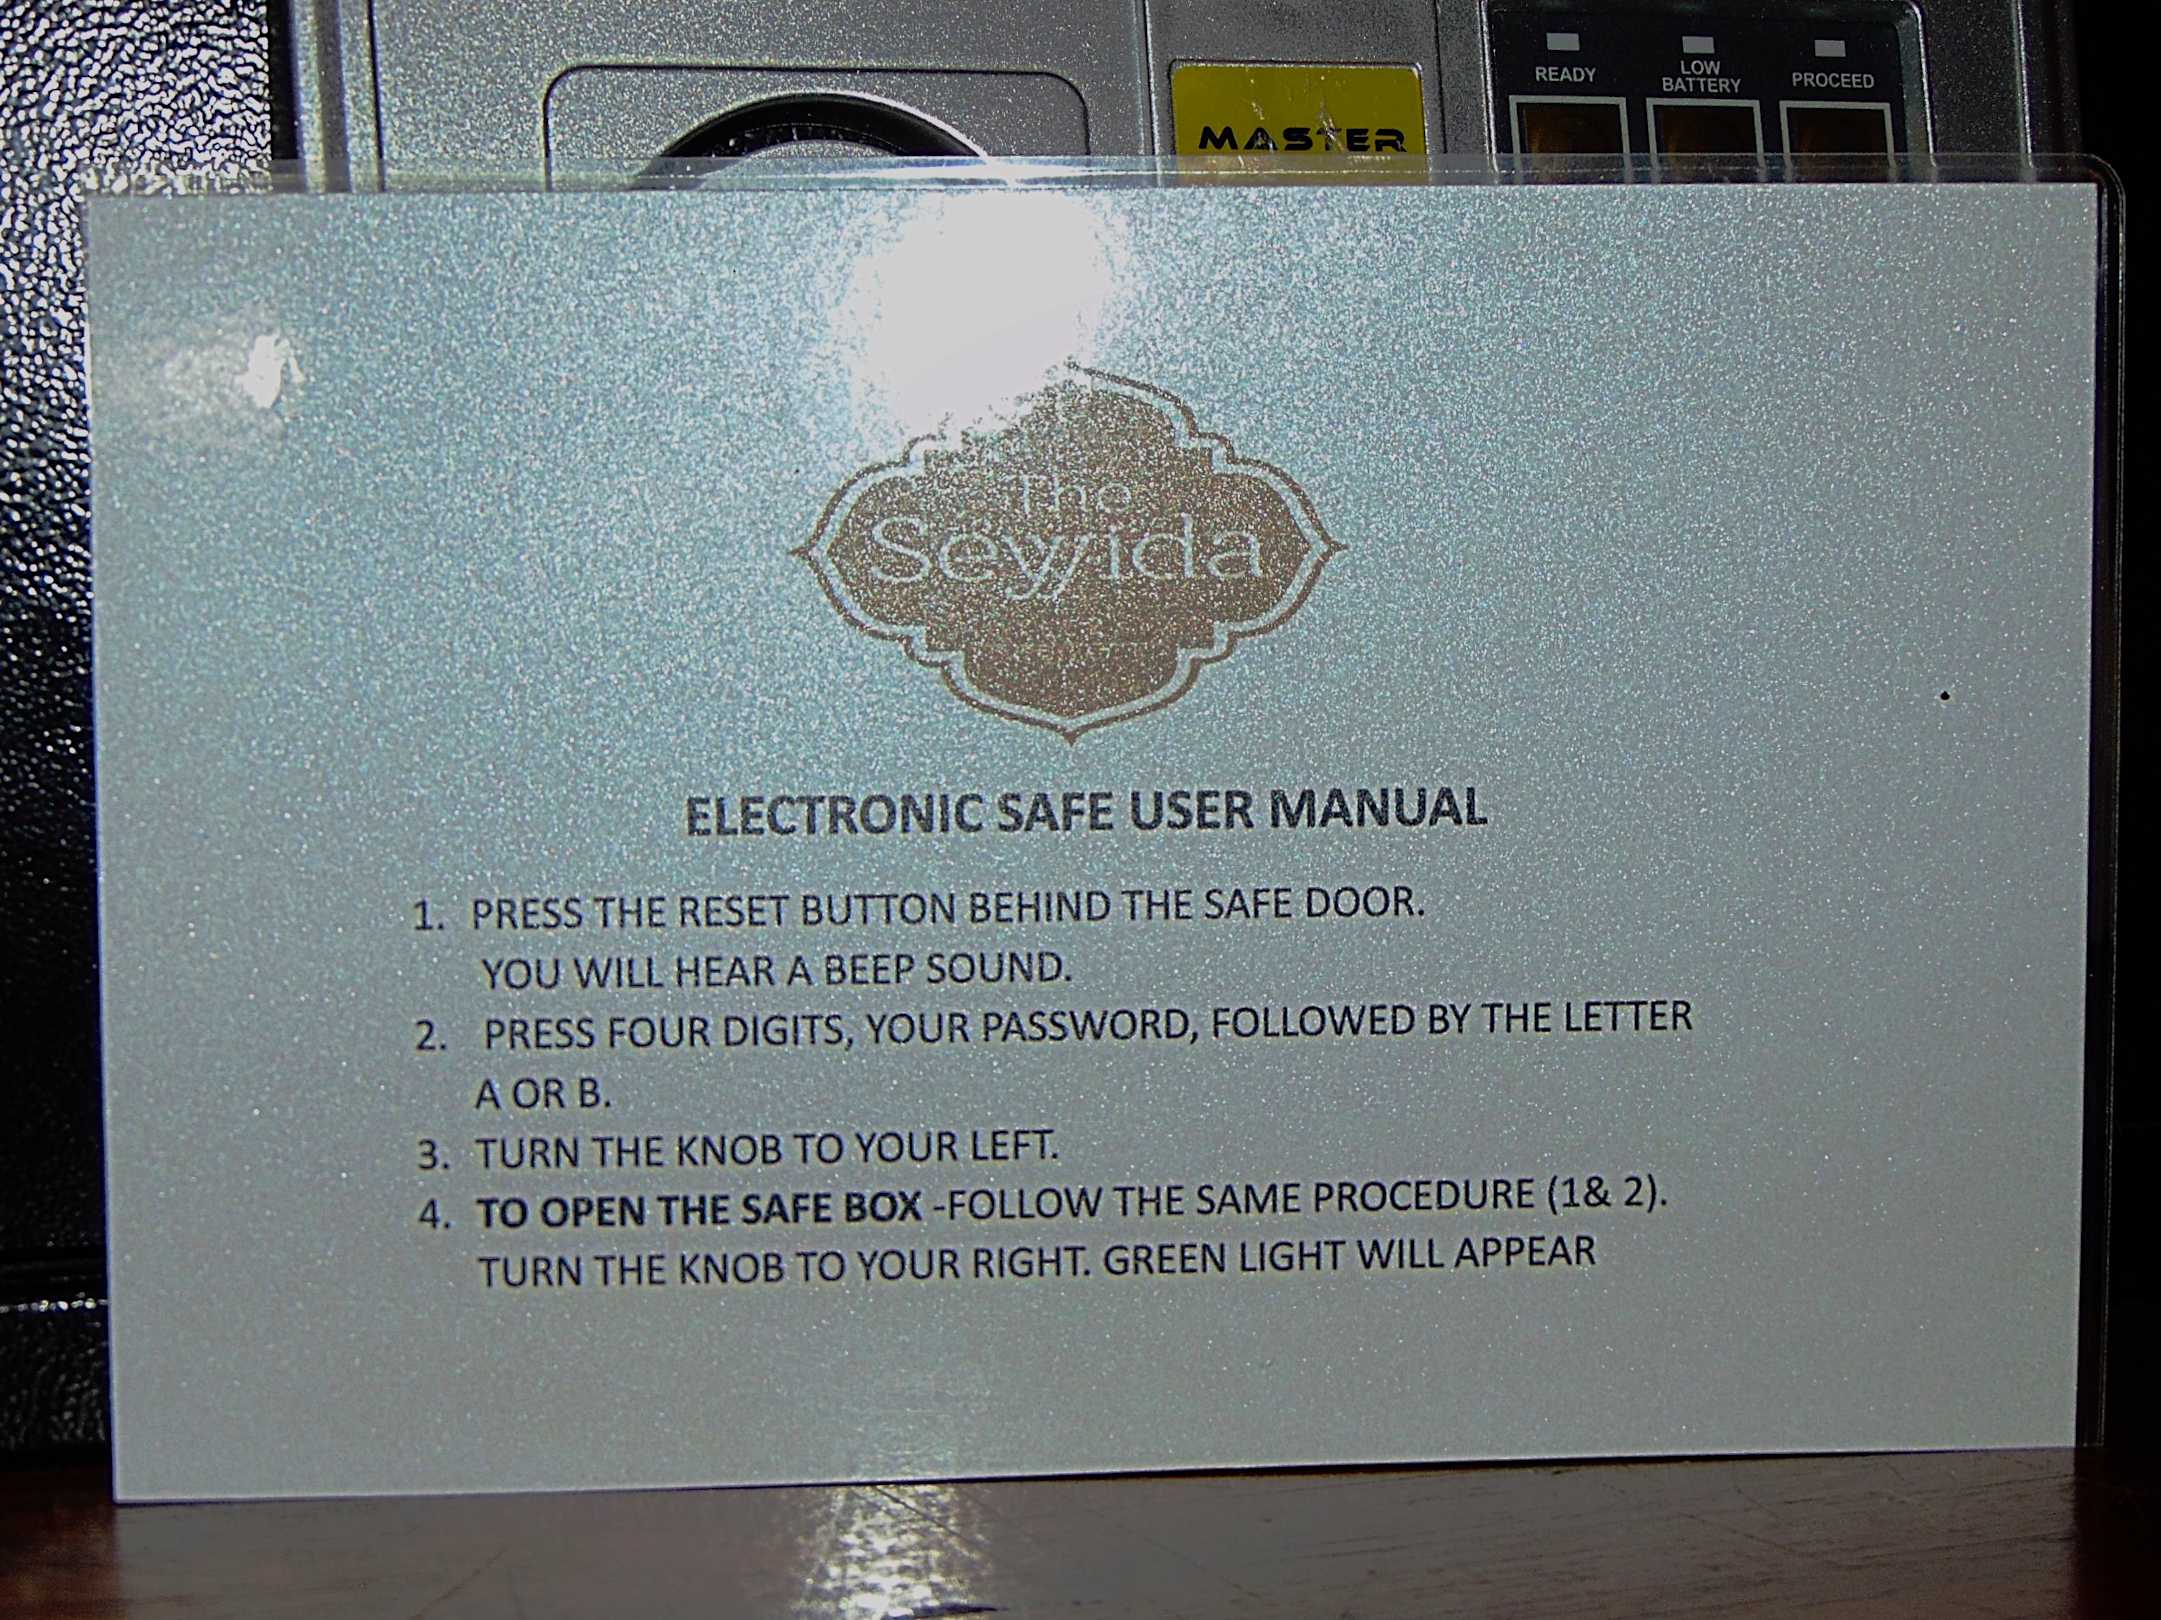 READY
LOW
BATTERY
PROCEED
MASTER
The
Seyyida
ELECTRONIC SAFE USER MANUAL
1. PRESS THE RESET BUTTON BEHIND THE SAFE DOOR.
YOU WILL HEAR A BEEP SOUND.
2. PRESS FOUR DIGITS, YOUR PASSWORD, FOLLOWED BY THE LETTER
A OR B.
3. TURN THE KNOB TO YOUR LEFT.
4. TO OPEN THE SAFE BOX -FOLLOW THE SAME PROCEDURE (1& 2).
TURN THE KNOB TO YOUR RIGHT. GREEN LIGHT WILL APPEAR